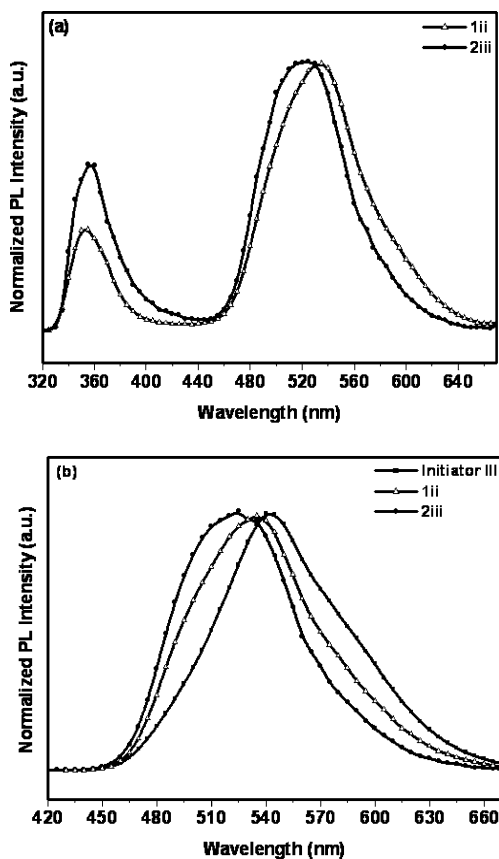 (a)
1ii
2iii
Normalized PL Intensity (a.u.)
320 360 400 440 480 520 560 600 640
Wavelength (nm)
(b)
Initiator III
1ii
2iii
Normalized PL Intensity (a.u.)
420 450 480 510 540 570 600 630 660
Wavelength (nm)